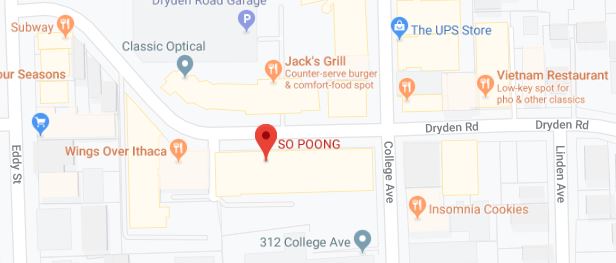 Dryden Road Garage
Subway
P
The UPS Store
Classic Optical
Jack's Grill
Counter-serve burger
& comfort-food spot
our Seasons
Vietnam Restaurant
Low-key spot for
pho & other classics
Dryden Rd
Dryden Rd
Wings Over Ithaca
SO POONG
Eddy St
College Ave
Linden Ave
Insomnia Cookies
312 College Ave